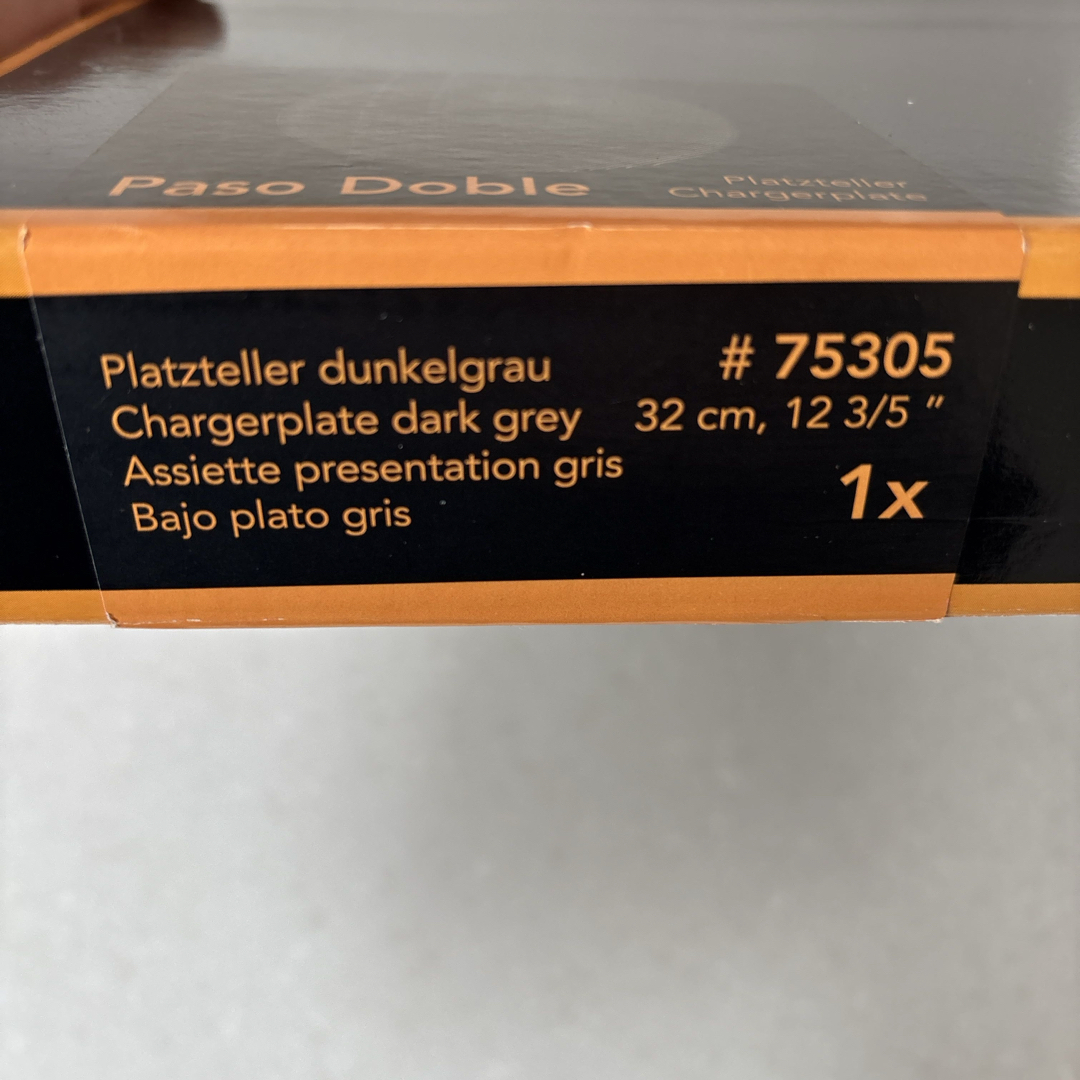 Paso Doble
Platzteller
Chargerplate
Platzteller dunkelgrau
# 75305
Chargerplate dark grey
32 cm, 12 3/5 "
Assiette presentation gris
1x
Bajo plato gris